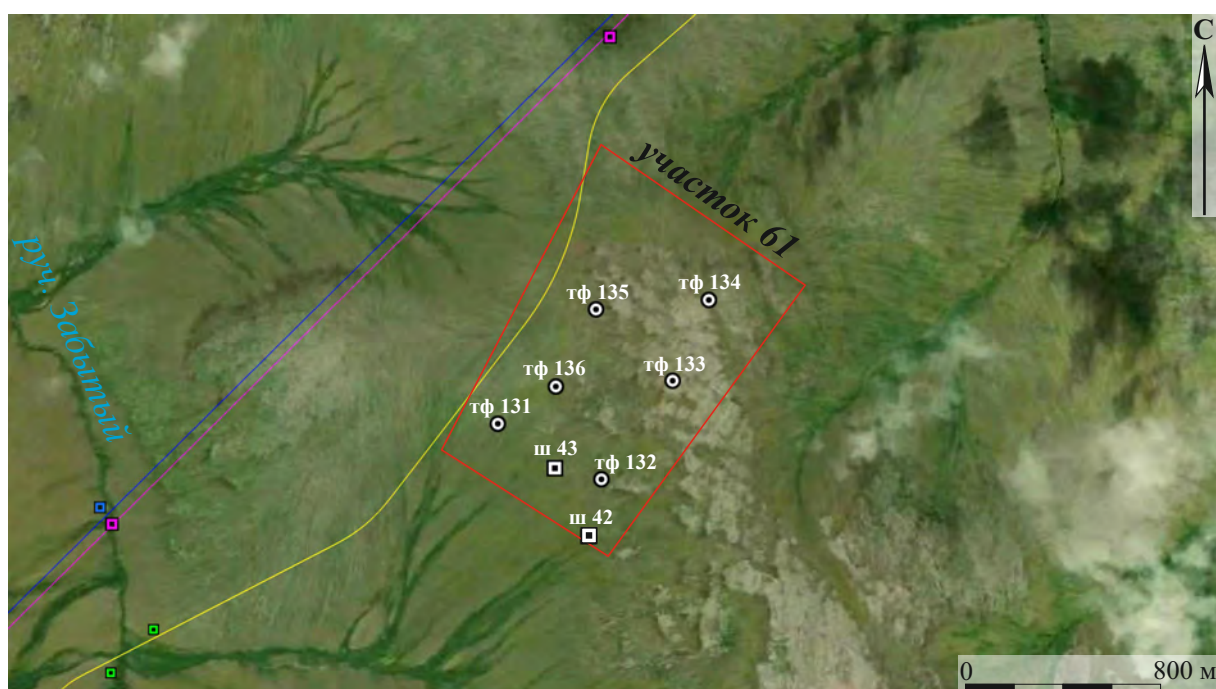 С
участок 61
тф 134
тф 135
руч. Забытый
тф 133
тф 136
тф 131
ш 43
тф 132
ш 42
0 800 м